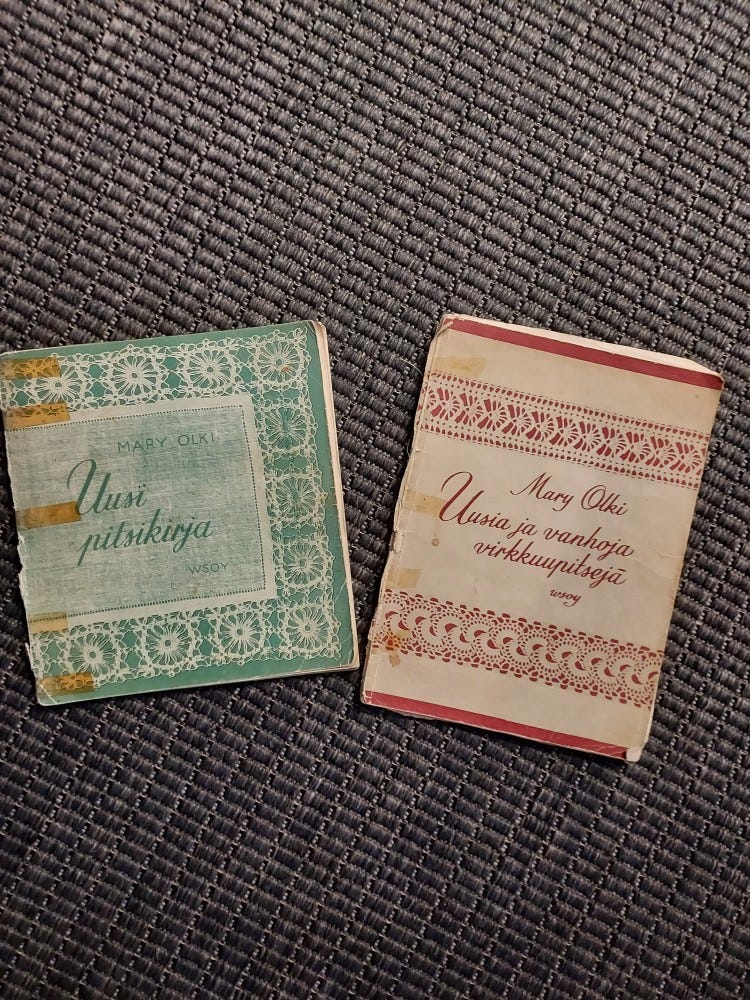 MARY OLKI
Uusi
pitsikirja
WSOY
Mary Olki
Uusia ja vanhoja
virkkuupitsejä
wsoy